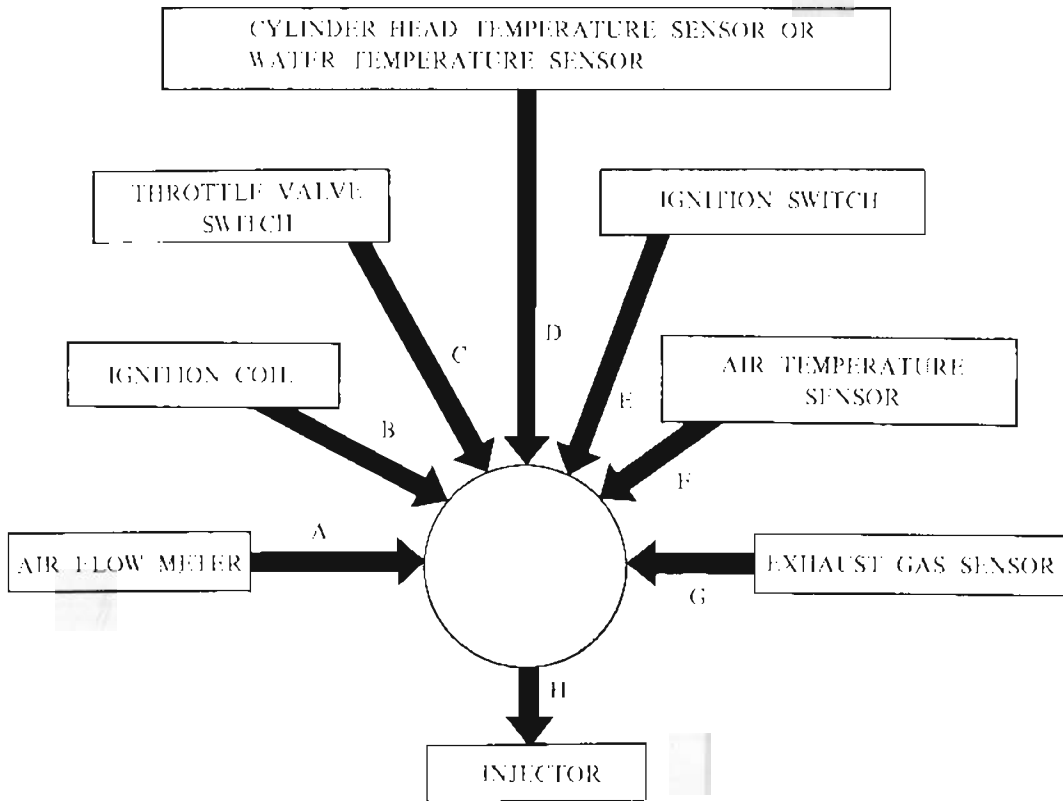 CYLINDER HEAD TEMPERATURE SENSOR OR
WATER TEMPERATURE SENSOR
THROTTLE VALVE
SWITCH
IGNITION SWITCH
D
C
IGNITION COIL
AIR TEMPERATURE
SENSOR
E
B
F
A
AIR FLOW METER
EXHAUST GAS SENSOR
G
H
INJECTOR